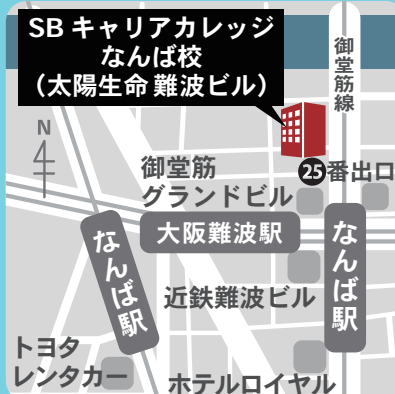 SB キャリアカレッジ
なんば校
（太陽生命 難波ビル）
御堂筋線
N
25番出口
御堂筋
グランドビル
大阪難波駅
なんば駅
なんば駅
近鉄難波ビル
トヨタ
レンタカー
ホテルロイヤル